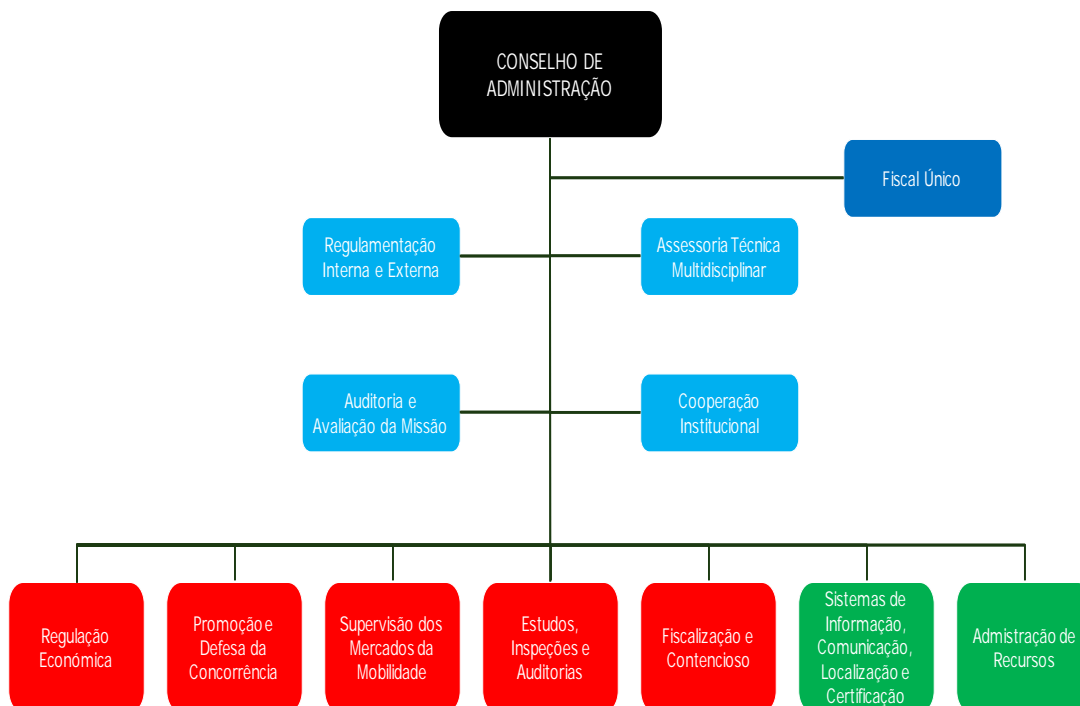 CONSELHO DE
ADMINISTRAÇÃO
Fiscal Único
Regulamentação
Interna e Externa
Assessoria Técnica
Multidisciplinar
Auditoria e
Avaliação da Missão
Cooperação
Institucional
Regulação
Económica
Promoção e
Defesa da
Concorrência
Supervisão dos
Mercados da
Mobilidade
Estudos,
Inspeções e
Auditorias
Fiscalização e
Contencioso
Sistemas de
Informação,
Comunicação,
Localização e
Certificação
Admistração de
Recursos